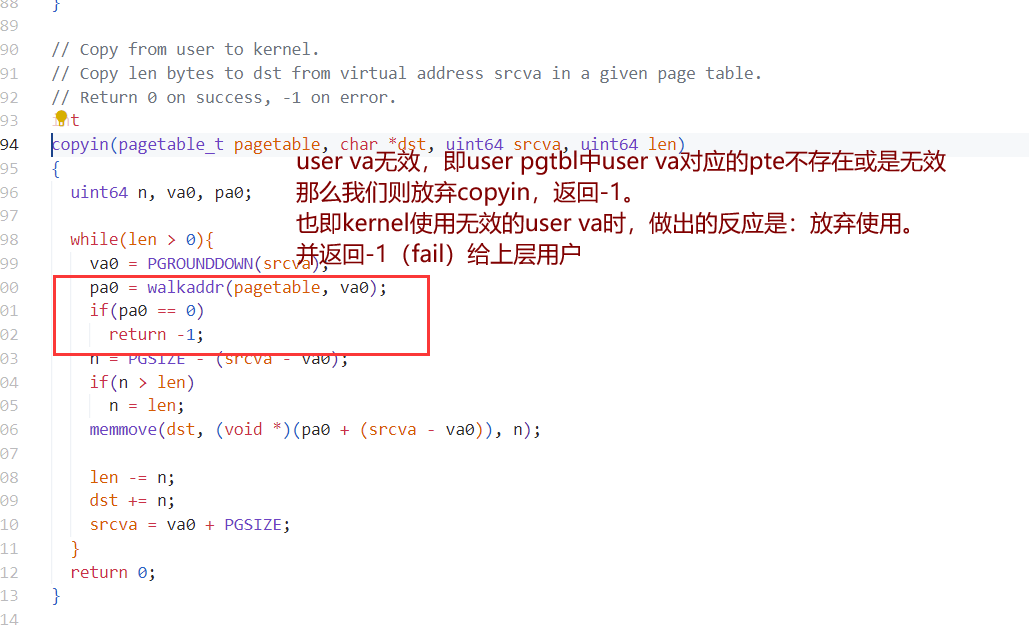 88 }
89
90 // Copy from user to kernel.
91 // Copy len bytes to dst from virtual address srcva in a given page table.
92 // Return 0 on success, -1 on error.
93 int
94 copyin(pagetable_t pagetable, char *dst, uint64 srcva, uint64 len)
user va无效，即user pgtbl中user va对应的pte不存在或是无效
95 {
96 uint64 n, va0, pa0;
那么我们则放弃copyin，返回-1。
97
也即kernel使用无效的user va时，做出的反应是：放弃使用。
98 while(len > 0){
并返回-1（fail）给上层用户
99 va0 = PGROUNDDOWN(srcva);
00 pa0 = walkaddr(pagetable, va0);
01 if(pa0 == 0)
02 return -1;
03 n = PGSIZE - (srcva - va0);
04 if(n > len)
05 n = len;
06 memmove(dst, (void *)(pa0 + (srcva - va0)), n);
07
08 len -= n;
09 dst += n;
10 srcva = va0 + PGSIZE;
11 }
12 return 0;
13 }
14